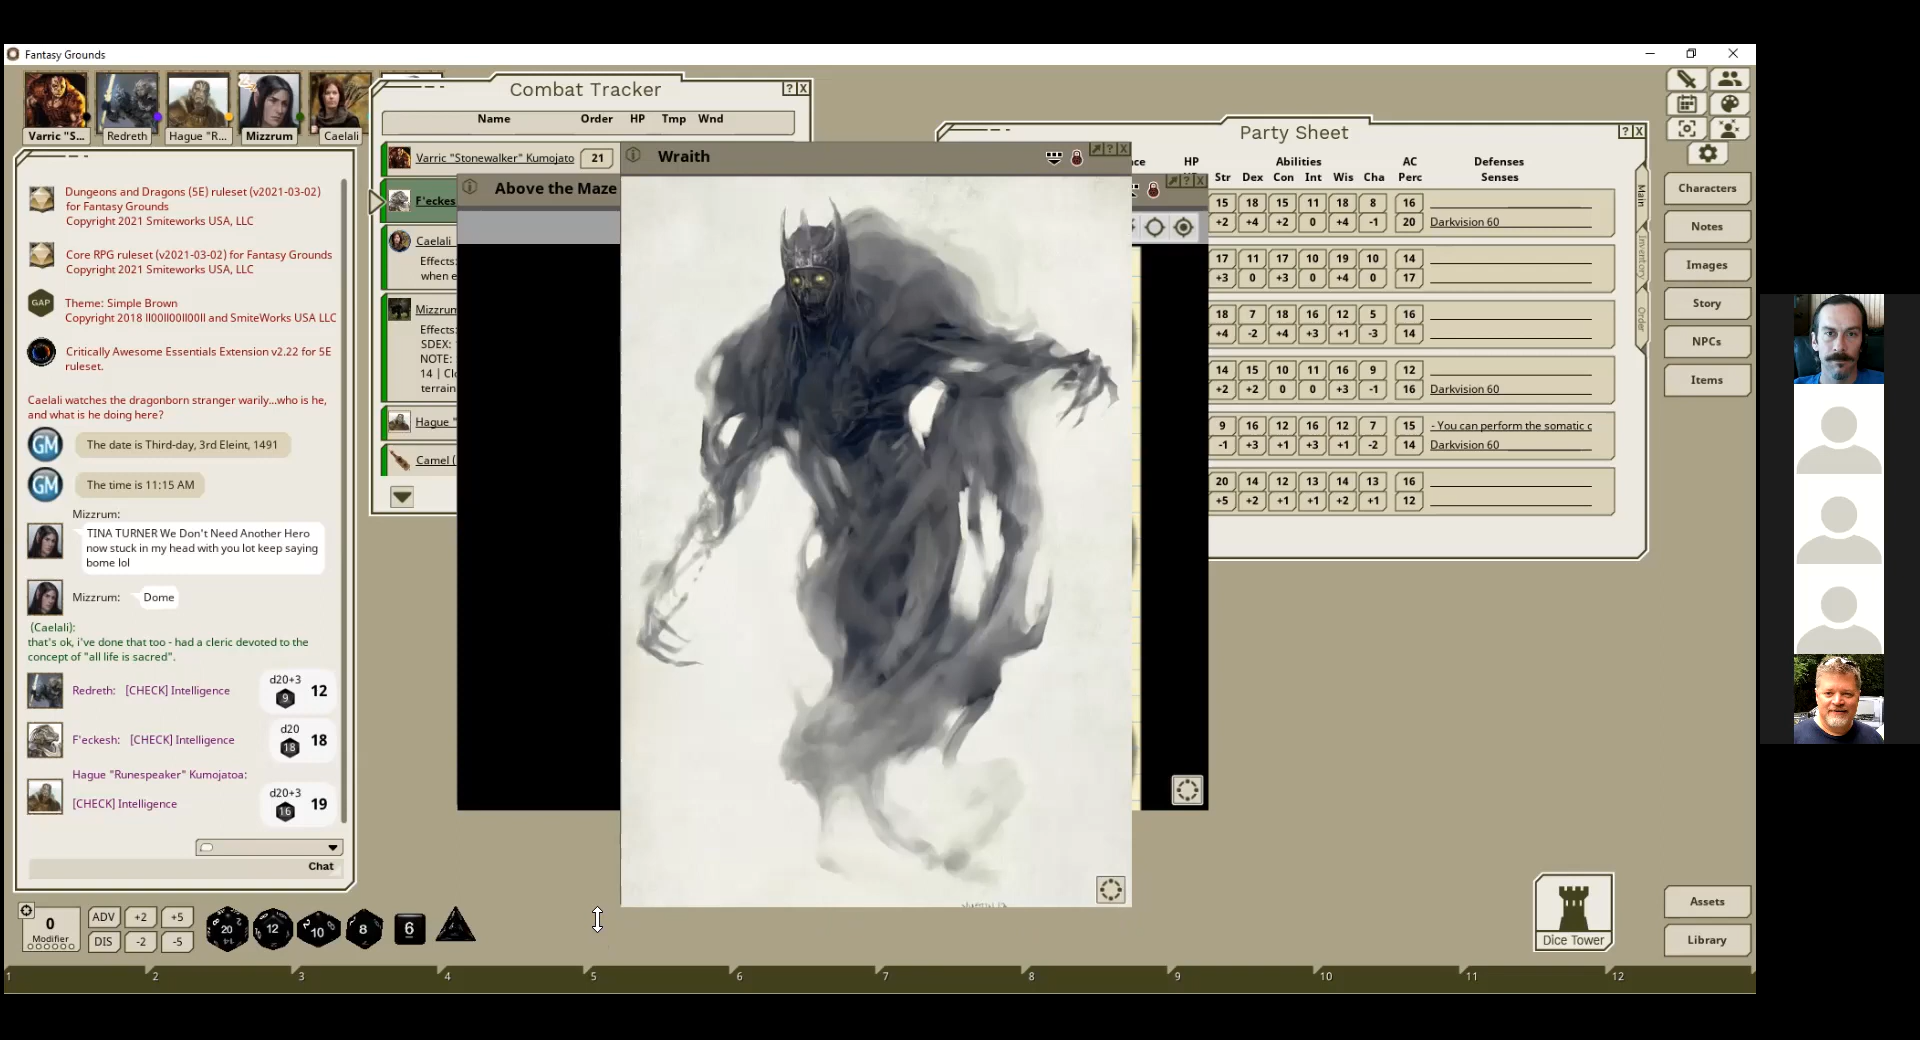 Fantasy Grounds
Varric "S...
Redreth
Hague "R...
Mizzrum
Caelali
Dungeons and Dragons (5E) ruleset (v2021-03-02)
for Fantasy Grounds
Copyright 2021 Smiteworks USA, LLC
Core RPG ruleset (v2021-03-02) for Fantasy Grounds
Copyright 2021 Smiteworks USA, LLC
GAP
Theme: Simple Brown
Copyright 2018 ll00ll00ll00ll and SmiteWorks USA LLC
Critically Awesome Essentials Extension v2.22 for 5E
ruleset.
Caelali watches the dragonborn stranger warily...who is he,
and what is he doing here?
GM
The date is Third-day, 3rd Eleint, 1491
GM
The time is 11:15 AM
Mizzrum:
TINA TURNER We Don't Need Another Hero
now stuck in my head with you lot keep saying
bome lol
Mizzrum: Dome
(Caelali):
that's ok, i've done that too - had a cleric devoted to the
concept of "all life is sacred".
Redreth: [CHECK] Intelligence d20+3 9 12
F'eckesh: [CHECK] Intelligence d20 18 18
Hague "Runespeaker" Kumojatoa:
[CHECK] Intelligence d20+3 16 19
Chat
0
Modifier
ADV +2 +5
DIS -2 -5
20 12 10 8 6
Combat Tracker
? X
Name Order HP Tmp Wnd
Varric "Stonewalker" Kumojato 21
F'eckes
Caelali
Effects:
when e
Mizzrum
Effects:
SDEX:
NOTE:
14 | Clo
terrain
Hague "
Camel (
Above the Maze
Wraith
Party Sheet
? X
nce HP Abilities AC Defenses
Str Dex Con Int Wis Cha Perc Senses
15 18 15 11 18 8 16
+2 +4 +2 0 +4 -1 20 Darkvision 60
17 11 17 10 19 10 14
+3 0 +3 0 +4 0 17
18 7 18 16 12 5 16
+4 -2 +4 +3 +1 -3 14
14 15 10 11 16 9 12
+2 +2 0 0 +3 -1 16 Darkvision 60
9 16 12 16 12 7 15 - You can perform the somatic c
-1 +3 +1 +3 +1 -2 14 Darkvision 60
20 14 12 13 14 13 16
+5 +2 +1 +1 +2 +1 12
Main
Inventory
Order
Characters
Notes
Images
Story
NPCs
Items
Dice Tower
Assets
Library
1 2 3 4 5 6 7 8 9 10 11 12